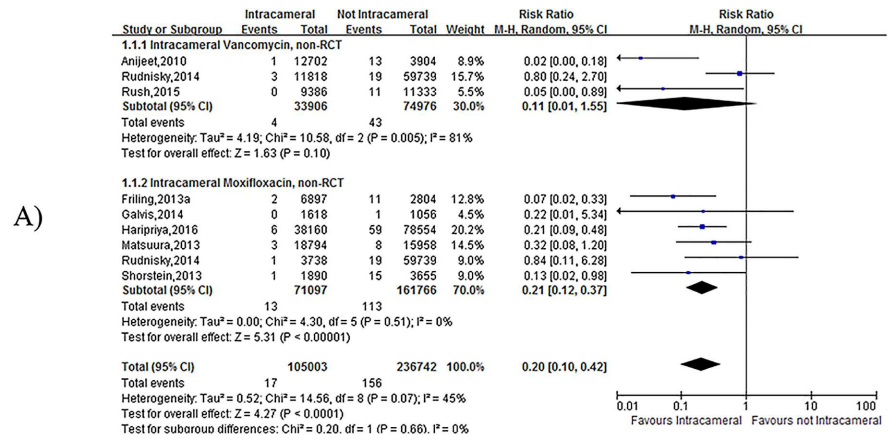 A)
Intracameral Not Intracameral Risk Ratio Risk Ratio
Study or Subgroup Events Total Events Total Weight M-H, Random, 95% CI M-H, Random, 95% CI
1.1.1 Intracameral Vancomycin, non-RCT
Anijeet,2010 1 12702 13 3904 8.9% 0.02 [0.00, 0.18]
Rudnisky,2014 3 11818 19 59739 15.7% 0.80 [0.24, 2.70]
Rush,2015 0 9386 11 11333 5.5% 0.05 [0.00, 0.89]
Subtotal (95% CI) 33906 74976 30.0% 0.11 [0.01, 1.55]
Total events 4 43
Heterogeneity: Tau² = 4.19; Chi² = 10.58, df = 2 (P = 0.005); I² = 81%
Test for overall effect: Z = 1.63 (P = 0.10)
1.1.2 Intracameral Moxifloxacin, non-RCT
Friling,2013a 2 6897 11 2804 12.8% 0.07 [0.02, 0.33]
Galvis,2014 0 1618 1 1056 4.5% 0.22 [0.01, 5.34]
Haripriya,2016 6 38160 59 78554 20.2% 0.21 [0.09, 0.48]
Matsuura,2013 3 18794 8 15958 14.5% 0.32 [0.08, 1.20]
Rudnisky,2014 1 3738 19 59739 9.0% 0.84 [0.11, 6.28]
Shorstein,2013 1 1890 15 3655 9.0% 0.13 [0.02, 0.98]
Subtotal (95% CI) 71097 161766 70.0% 0.21 [0.12, 0.37]
Total events 13 113
Heterogeneity: Tau² = 0.00; Chi² = 4.30, df = 5 (P = 0.51); I² = 0%
Test for overall effect: Z = 5.31 (P < 0.00001)
Total (95% CI) 105003 236742 100.0% 0.20 [0.10, 0.42]
Total events 17 156
Heterogeneity: Tau² = 0.52; Chi² = 14.56, df = 8 (P = 0.07); I² = 45%
Test for overall effect: Z = 4.27 (P < 0.0001)
Test for subgroup differences: Chi² = 0.20, df = 1 (P = 0.66), I² = 0%
0.01 0.1 1 10 100
Favours Intracameral Favours not Intracameral